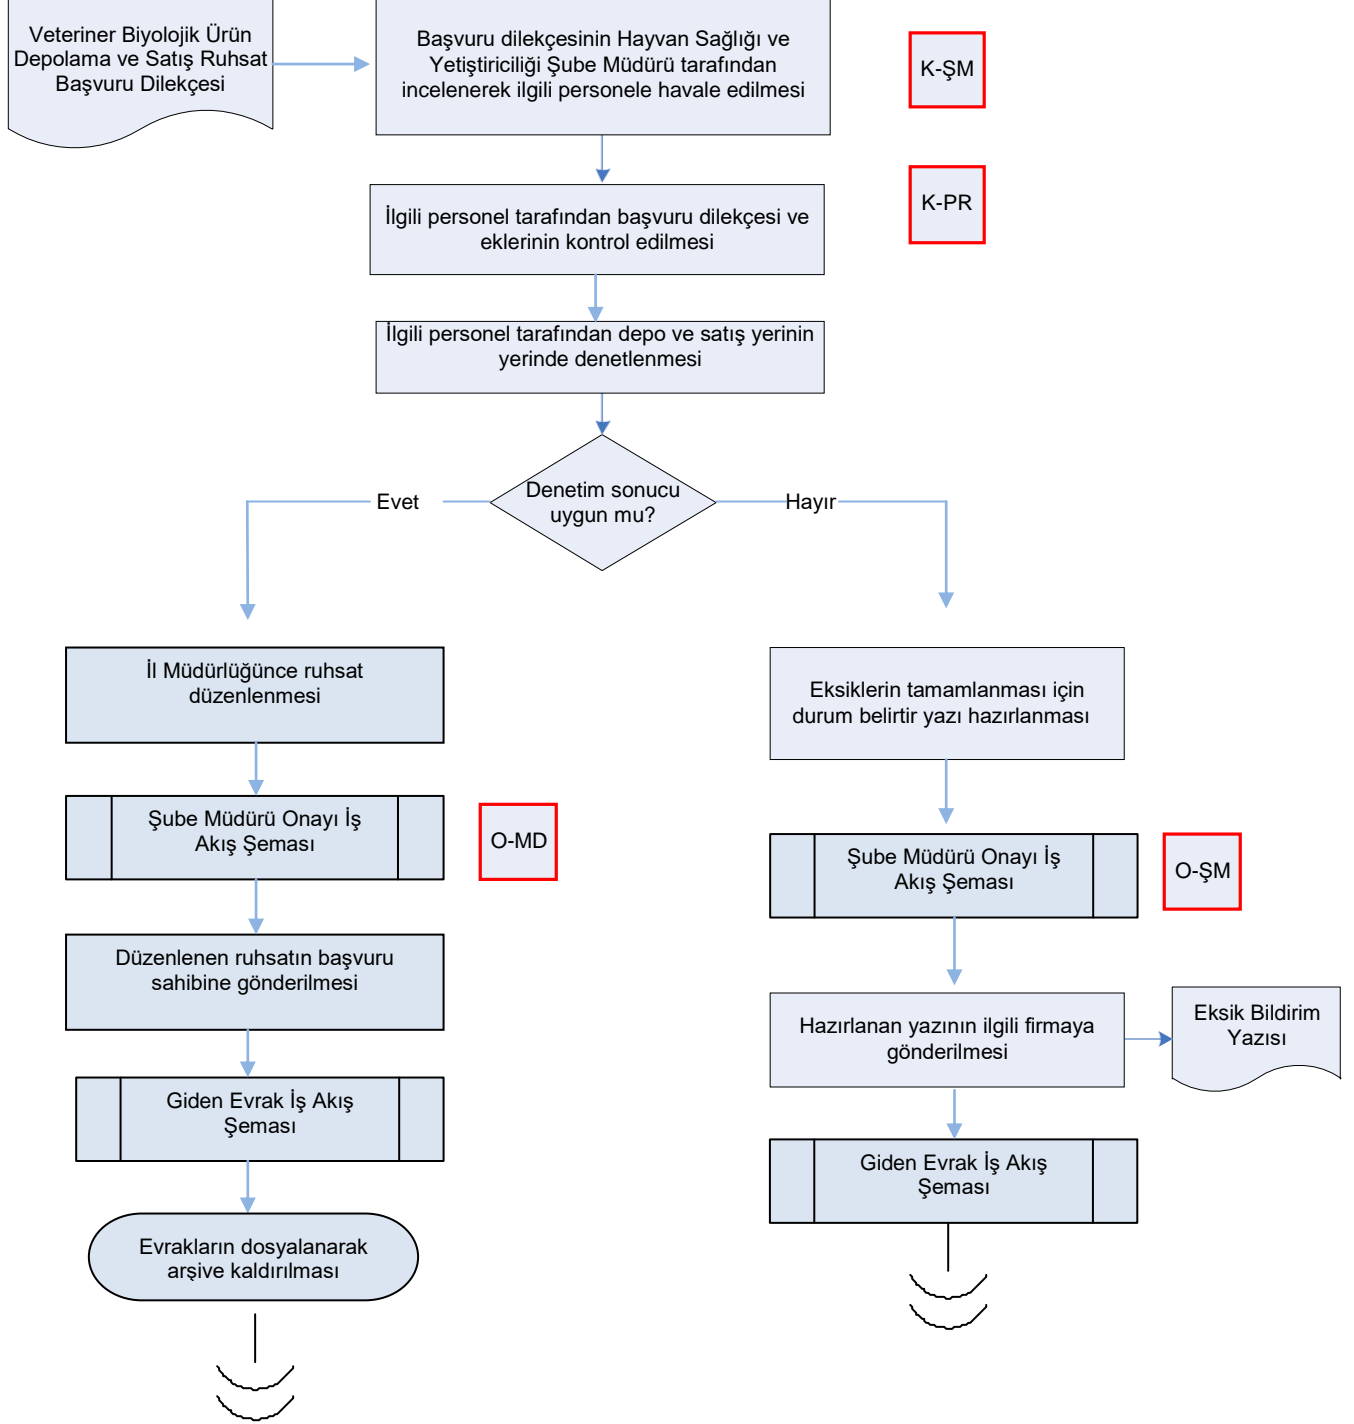 Veteriner Biyolojik Ürün
Depolama ve Satış Ruhsat
Başvuru Dilekçesi
Başvuru dilekçesinin Hayvan Sağlığı ve
Yetiştiriciliği Şube Müdürü tarafından
incelenerek ilgili personele havale edilmesi
K-ŞM
İlgili personel tarafından başvuru dilekçesi ve
eklerinin kontrol edilmesi
K-PR
İlgili personel tarafından depo ve satış yerinin
yerinde denetlenmesi
Denetim sonucu
uygun mu?
Evet
Hayır
İl Müdürlüğünce ruhsat
düzenlenmesi
Eksiklerin tamamlanması için
durum belirtir yazı hazırlanması
Şube Müdürü Onayı İş
Akış Şeması
O-MD
Şube Müdürü Onayı İş
Akış Şeması
O-ŞM
Düzenlenen ruhsatın başvuru
sahibine gönderilmesi
Hazırlanan yazının ilgili firmaya
gönderilmesi
Eksik Bildirim
Yazısı
Giden Evrak İş Akış
Şeması
Giden Evrak İş Akış
Şeması
Evrakların dosyalanarak
arşive kaldırılması